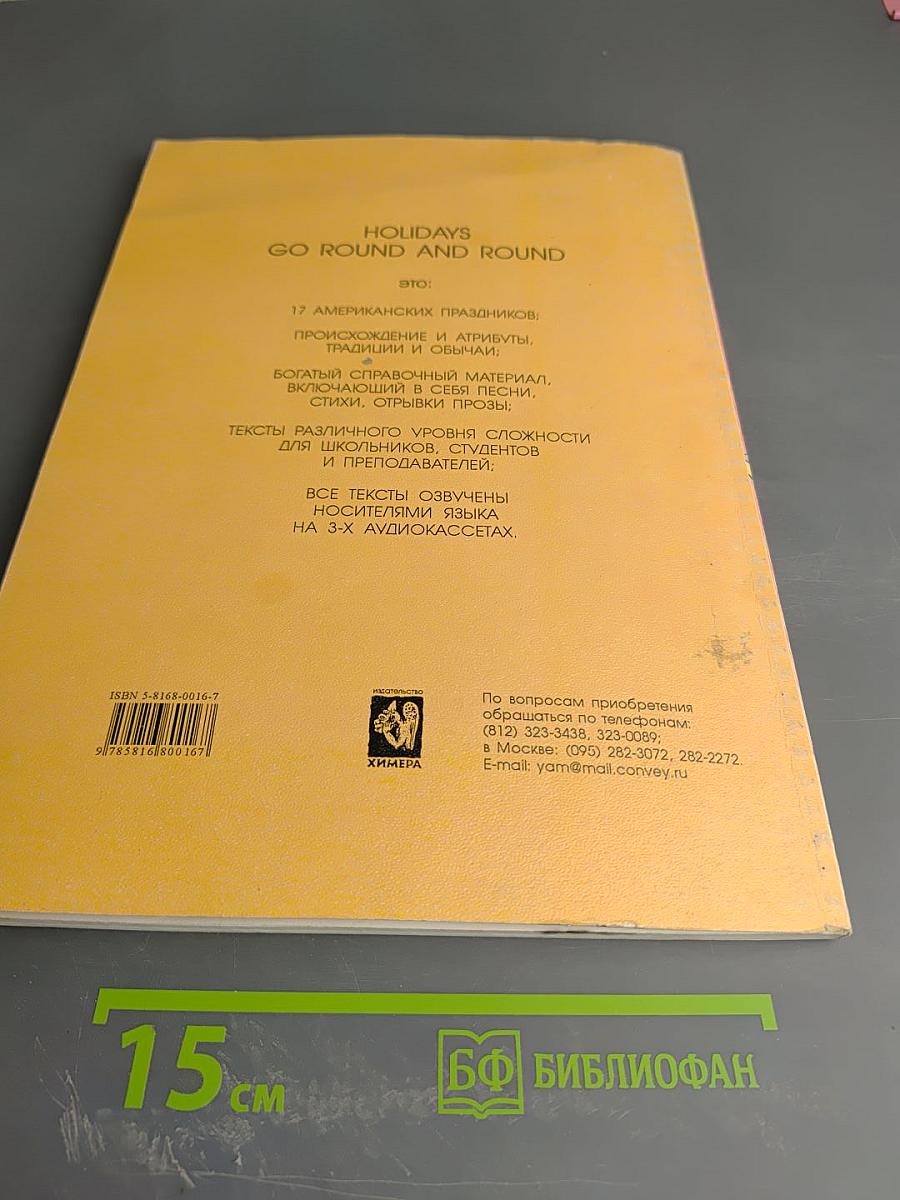 HOLIDAYS
GO ROUND AND ROUND
ЭТО:
17 АМЕРИКАНСКИХ ПРАЗДНИКОВ;
ПРОИСХОЖДЕНИЕ И АТРИБУТЫ,
ТРАДИЦИИ И ОБЫЧАИ;
БОГАТЫЙ СПРАВОЧНЫЙ МАТЕРИАЛ,
ВКЛЮЧАЮЩИЙ В СЕБЯ ПЕСНИ,
СТИХИ, ОТРЫВКИ ПРОЗЫ;
ТЕКСТЫ РАЗЛИЧНОГО УРОВНЯ СЛОЖНОСТИ
ДЛЯ ШКОЛЬНИКОВ, СТУДЕНТОВ
И ПРЕПОДАВАТЕЛЕЙ;
ВСЕ ТЕКСТЫ ОЗВУЧЕНЫ
НОСИТЕЛЯМИ ЯЗЫКА
НА 3-Х АУДИОКАССЕТАХ.
ISBN 5-8168-0016-7
9 785816 800167
ИЗДАТЕЛЬСТВО
ХИМЕРА
По вопросам приобретения
обращаться по телефонам:
(812) 323-3438, 323-0089;
в Москве: (095) 282-3072, 282-2272.
E-mail: yam@mail.convey.ru
15 см
БФ БИБЛИОФАН